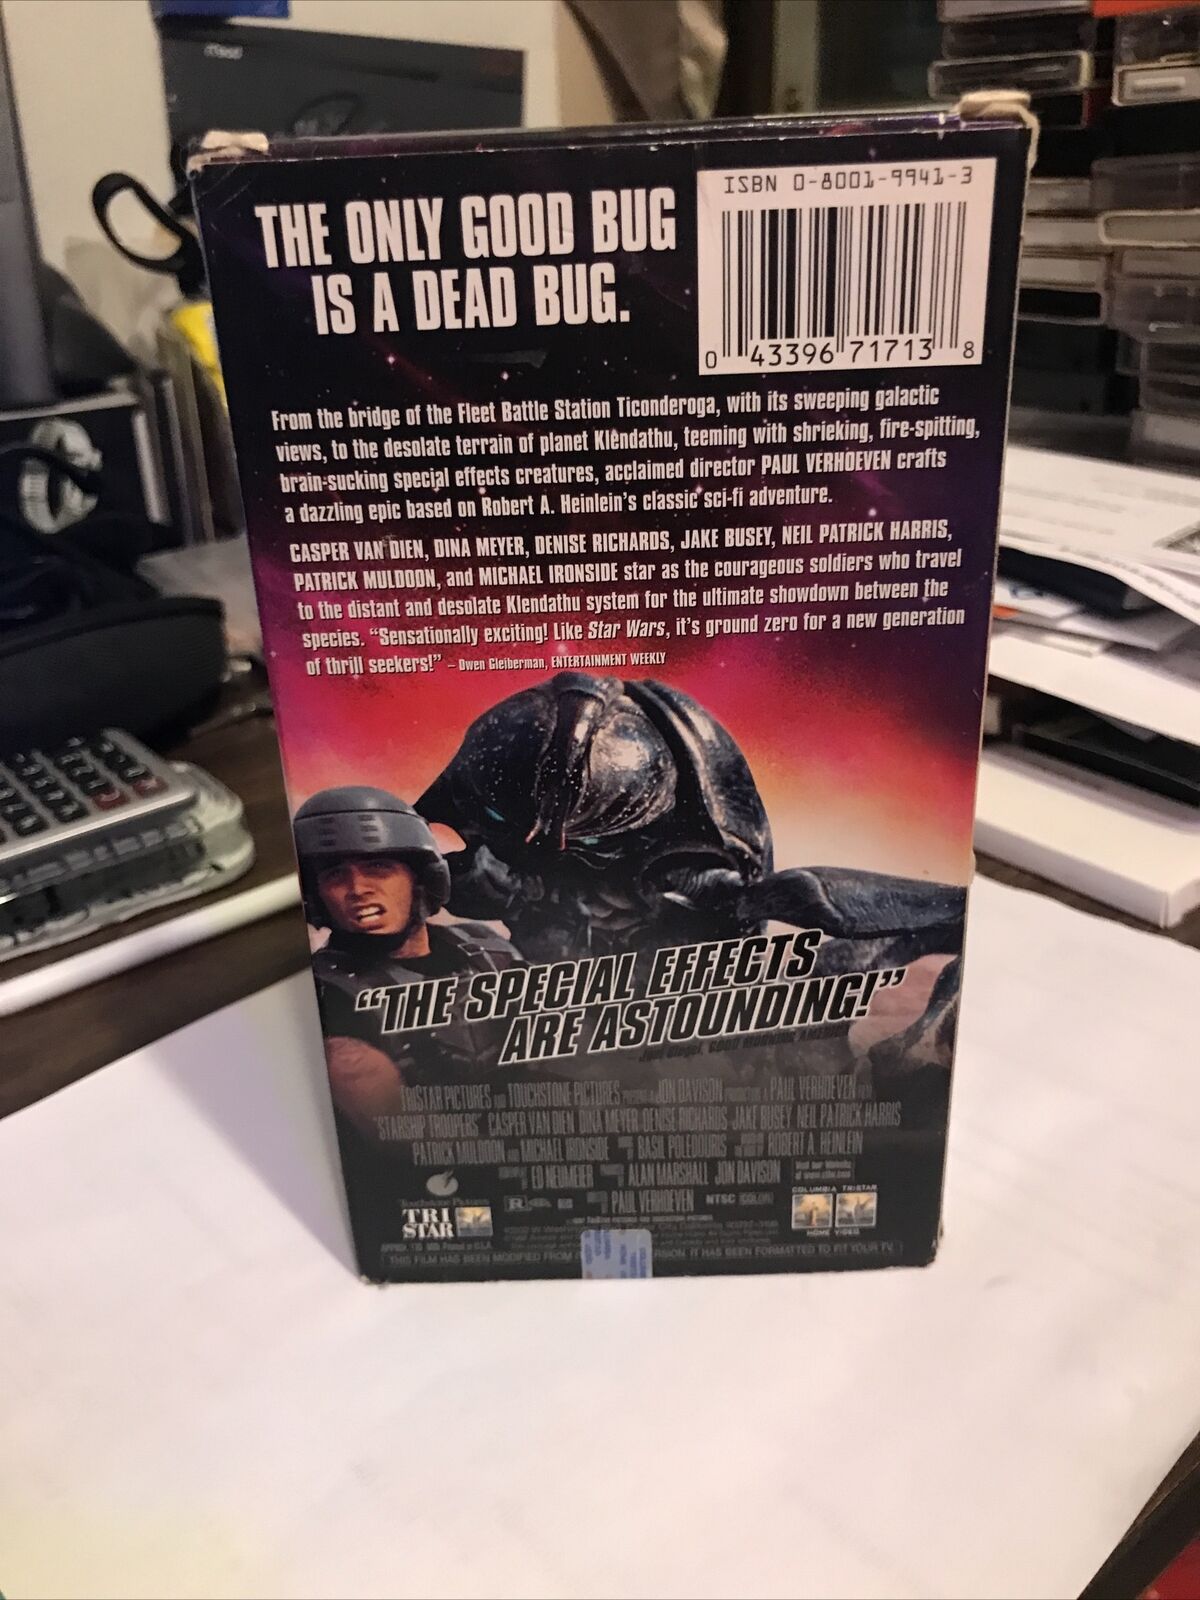 ISBN 0-8001-9941-3
THE ONLY GOOD BUG
IS A DEAD BUG.
0 43396 71713 8
From the bridge of the Fleet Battle Station Ticonderoga, with its sweeping galactic
views, to the desolate terrain of planet Klendathu, teeming with shrieking, fire-spitting,
brain-sucking special effects creatures, acclaimed director PAUL VERHOEVEN crafts
a dazzling epic based on Robert A. Heinlein's classic sci-fi adventure.
CASPER VAN DIEN, DINA MEYER, DENISE RICHARDS, JAKE BUSEY, NEIL PATRICK HARRIS,
PATRICK MULDOON, and MICHAEL IRONSIDE star as the courageous soldiers who travel
to the distant and desolate Klendathu system for the ultimate showdown between the
species. "Sensationally exciting! Like Star Wars, it's ground zero for a new generation
of thrill seekers!" – Owen Gleiberman, ENTERTAINMENT WEEKLY
"THE SPECIAL EFFECTS
ARE ASTOUNDING!"
– Joel Siegel, GOOD MORNING AMERICA
TRISTAR PICTURES AND TOUCHSTONE PICTURES JON DAVISON PAUL VERHOEVEN
"STARSHIP TROOPERS" CASPER VAN DIEN DINA MEYER DENISE RICHARDS JAKE BUSEY NEIL PATRICK HARRIS
PATRICK MULDOON AND MICHAEL IRONSIDE BASIL POLEDOURIS ROBERT A. HEINLEIN
ED NEUMEIER ALAN MARSHALL JON DAVISON
PAUL VERHOEVEN NTSC COLOR
Touchstone Pictures
R
TRI
STAR
COLUMBIA TRISTAR
HOME VIDEO
THIS FILM HAS BEEN MODIFIED FROM IT HAS BEEN FORMATTED TO FIT YOUR TV.